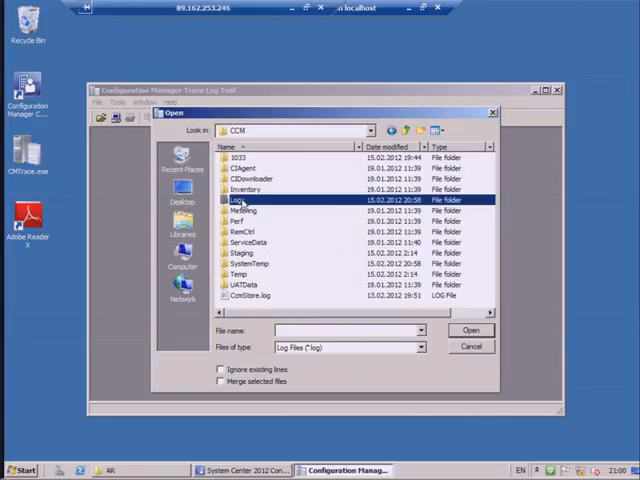 89.162.253.246
n localhost
Recycle Bin
Configuration
Manager C...
CMTrace.exe
Adobe Reader
X
Configuration Manager Trace Log Tool
File Tools Window Help
Open
Look in: CCM
Name Date modified Type
1033 15.02.2012 19:44 File folder
CIAgent 19.01.2012 11:39 File folder
CIDownloader 19.01.2012 11:39 File folder
Inventory 19.01.2012 11:39 File folder
Logs 15.02.2012 20:58 File folder
Metering 19.01.2012 11:39 File folder
Perf 19.01.2012 11:39 File folder
RemCtrl 19.01.2012 11:39 File folder
ServiceData 19.01.2012 11:40 File folder
Staging 15.02.2012 2:14 File folder
SystemTemp 15.02.2012 20:58 File folder
Temp 15.02.2012 2:14 File folder
UATData 19.01.2012 11:39 File folder
CcmStore.log 13.02.2012 19:51 LOG File
Recent Places
Desktop
Libraries
Computer
Network
File name: Open
Files of type: Log Files (*.log) Cancel
Ignore existing lines
Merge selected files
Start AR System Center 2012 Con... Configuration Manag... EN 21:00